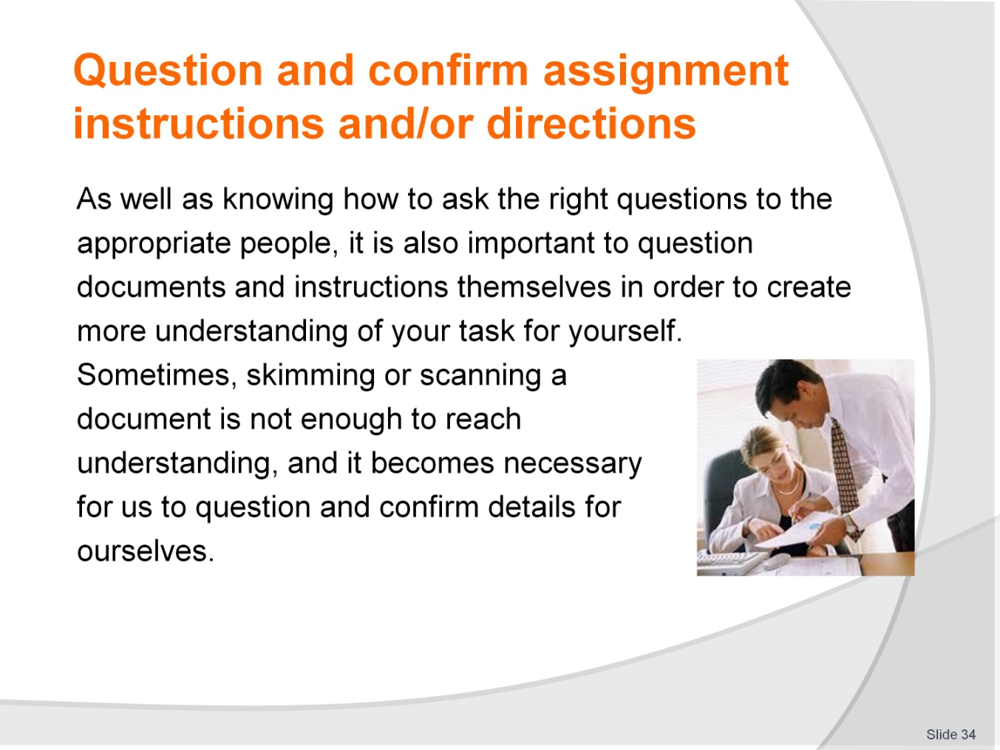 Question and confirm assignment
instructions and/or directions
As well as knowing how to ask the right questions to the
appropriate people, it is also important to question
documents and instructions themselves in order to create
more understanding of your task for yourself.
Sometimes, skimming or scanning a
document is not enough to reach
understanding, and it becomes necessary
for us to question and confirm details for
ourselves.
Slide 34